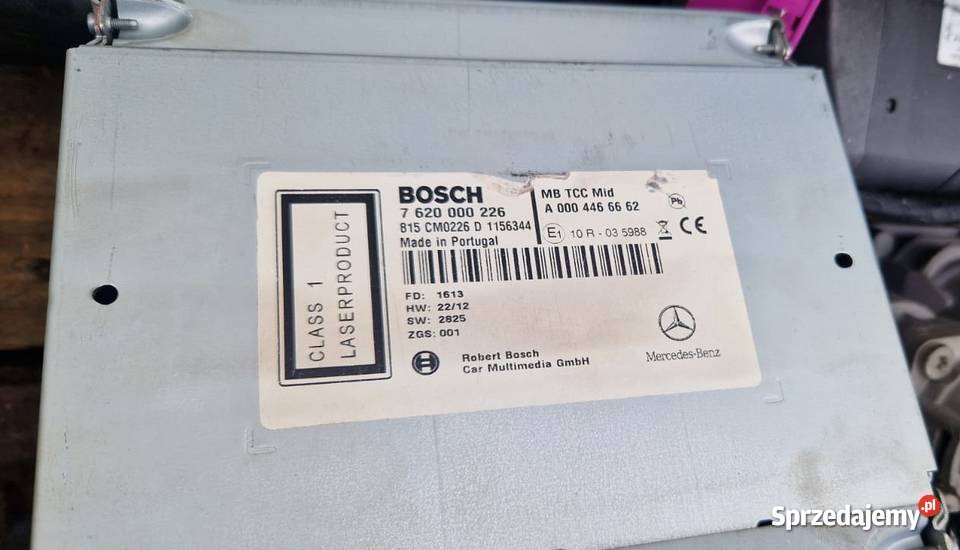 CLASS 1
LASERPRODUCT
BOSCH
7 620 000 226
815 CM0226 D 1156344
Made in Portugal
MB TCC Mid
A 000 446 66 62
Pb
E1 10 R - 03 5988
CE
FD: 1613
HW: 22/12
SW: 2825
ZGS: 001
Robert Bosch
Car Multimedia GmbH
Mercedes-Benz
Sprzedajemy.pl